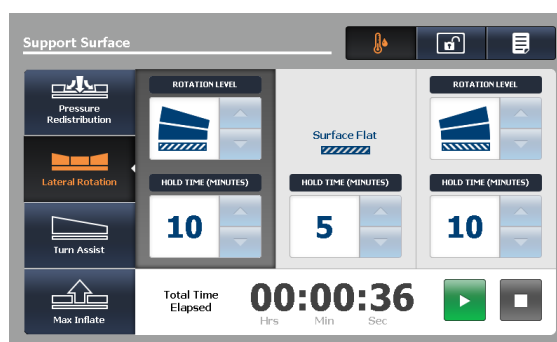 Support Surface
Pressure
Redistribution
Lateral Rotation
Turn Assist
Max Inflate
ROTATION LEVEL
HOLD TIME (MINUTES)
10
Surface Flat
HOLD TIME (MINUTES)
5
ROTATION LEVEL
HOLD TIME (MINUTES)
10
Total Time
Elapsed
00:00:36
Hrs Min Sec